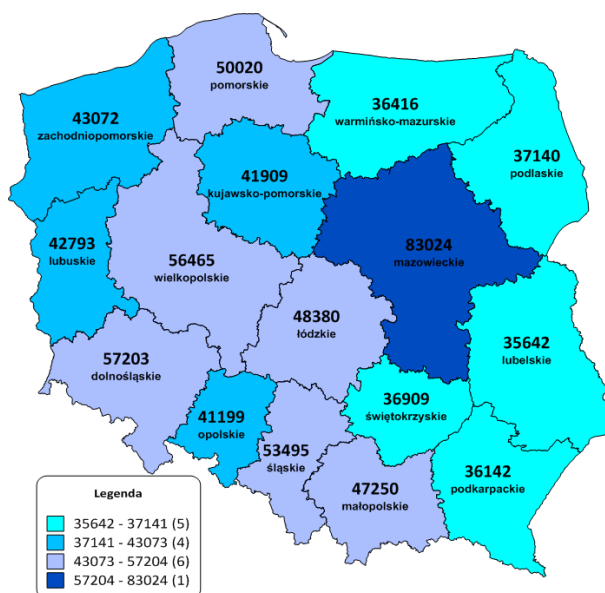 50020
pomorskie
43072
zachodniopomorskie
36416
warmińsko-mazurskie
37140
podlaskie
41909
kujawsko-pomorskie
42793
lubuskie
56465
wielkopolskie
83024
mazowieckie
48380
łódzkie
57203
dolnośląskie
35642
lubelskie
41199
opolskie
36909
świętokrzyskie
53495
śląskie
47250
małopolskie
36142
podkarpackie
Legenda
35642 - 37141 (5)
37141 - 43073 (4)
43073 - 57204 (6)
57204 - 83024 (1)